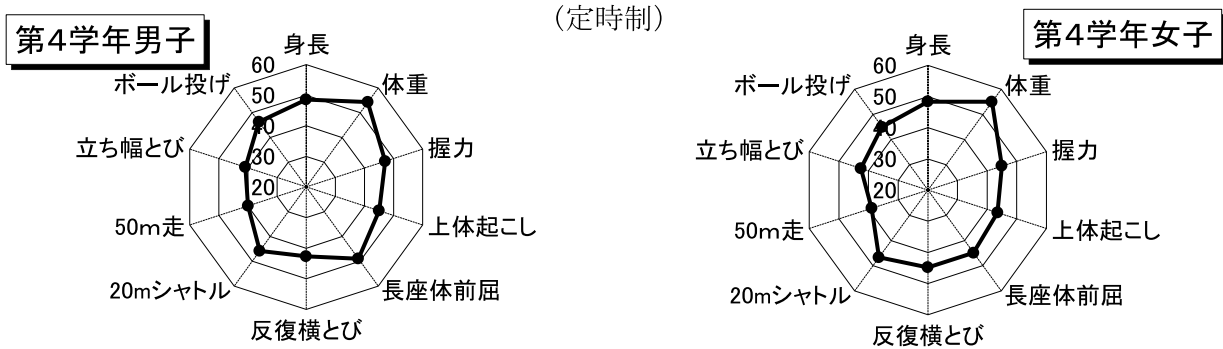 (定時制)
第4学年男子
身長
60
50
40
30
20
体重
握力
上体起こし
長座体前屈
反復横とび
20mシャトル
50m走
立ち幅とび
ボール投げ
第4学年女子
身長
60
50
40
30
20
体重
握力
上体起こし
長座体前屈
反復横とび
20mシャトル
50m走
立ち幅とび
ボール投げ